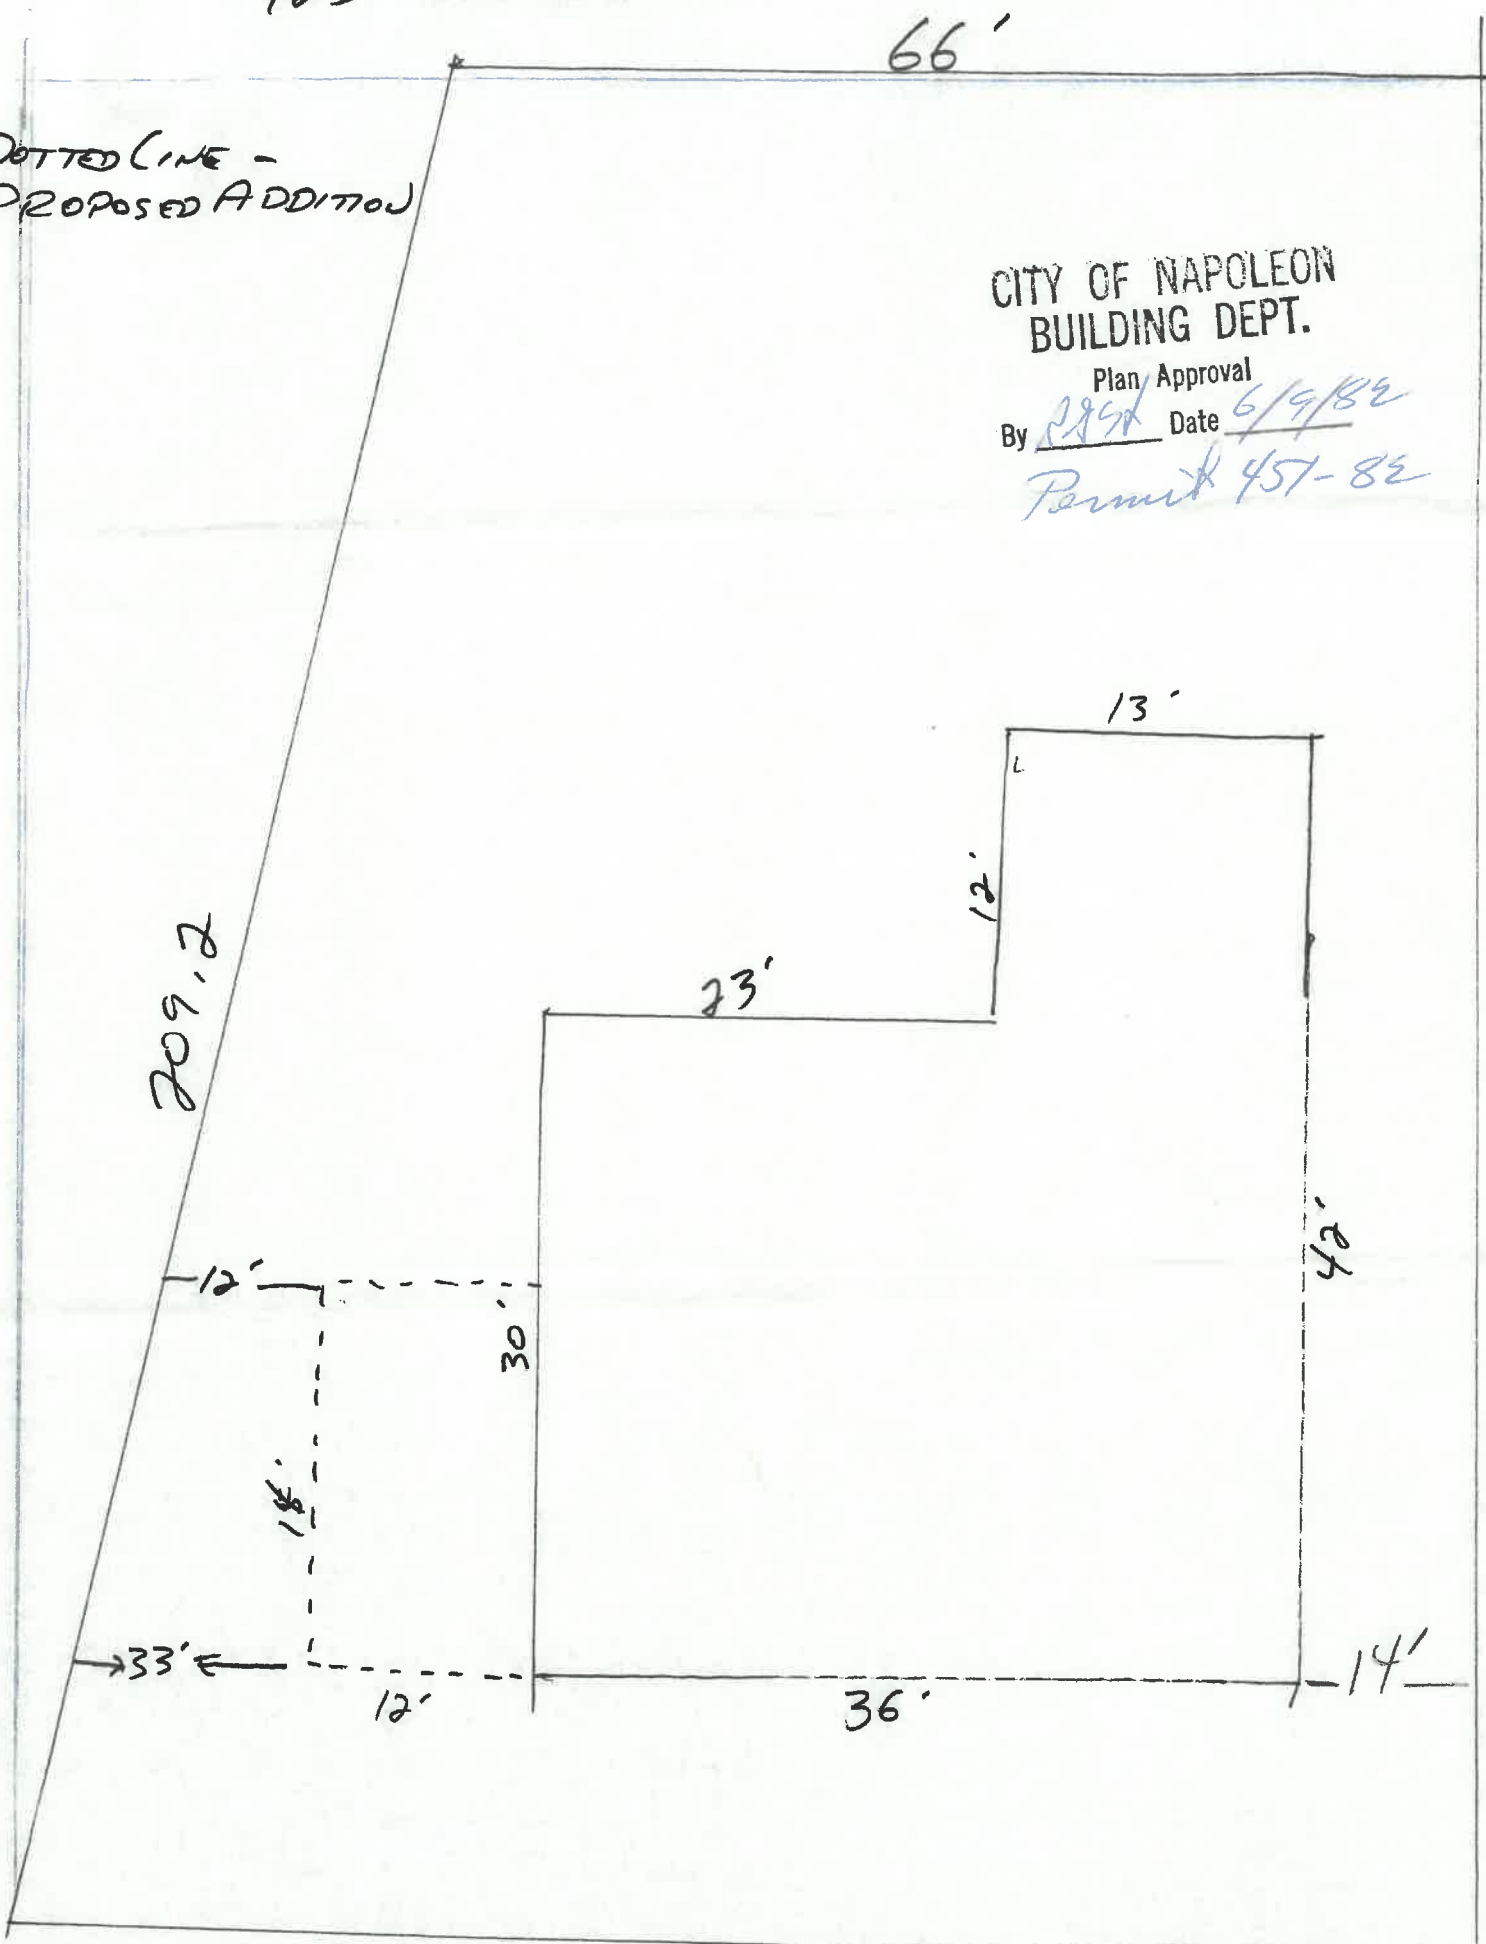 66'
DOTTED LINE -
PROPOSED ADDITION
CITY OF NAPOLEON
BUILDING DEPT.
Plan Approval
By Date 6/9/82
Permit 451-82
13'
12'
23'
209.2
42'
12'
30'
18'
33'
12'
36'
14'